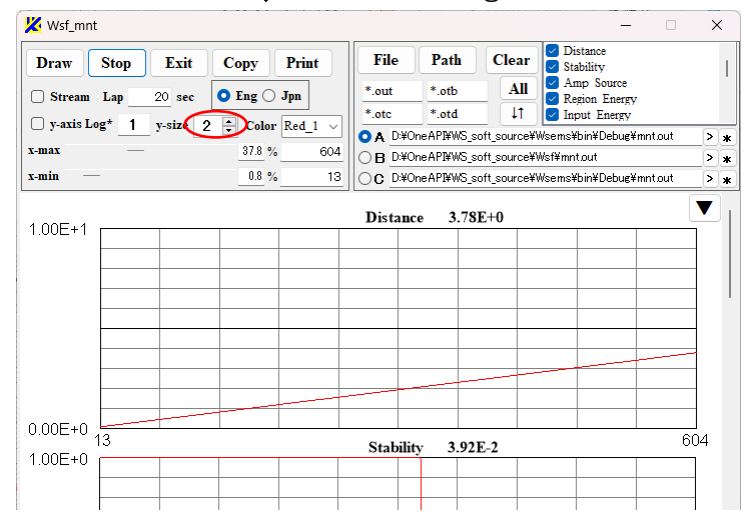 Wsf_mnt
Draw Stop Exit Copy Print
Stream Lap 20 sec Eng Jpn
y-axis Log* 1 y-size 2 Color Red_1
x-max 37.8 % 604
x-min 0.8 % 13
File Path Clear
*.out *.otb All
*.otc *.otd ↓↑
Distance
Stability
Amp Source
Region Energy
Input Energy
A D:¥OneAPI¥WS_soft_source¥Wsems¥bin¥Debug¥mnt.out > *
B D:¥OneAPI¥WS_soft_source¥Wsf¥mnt.out > *
C D:¥OneAPI¥WS_soft_source¥Wsems¥bin¥Debug¥mnt.out > *
Distance 3.78E+0 ▼
1.00E+1
0.00E+0
13 604
Stability 3.92E-2
1.00E+0